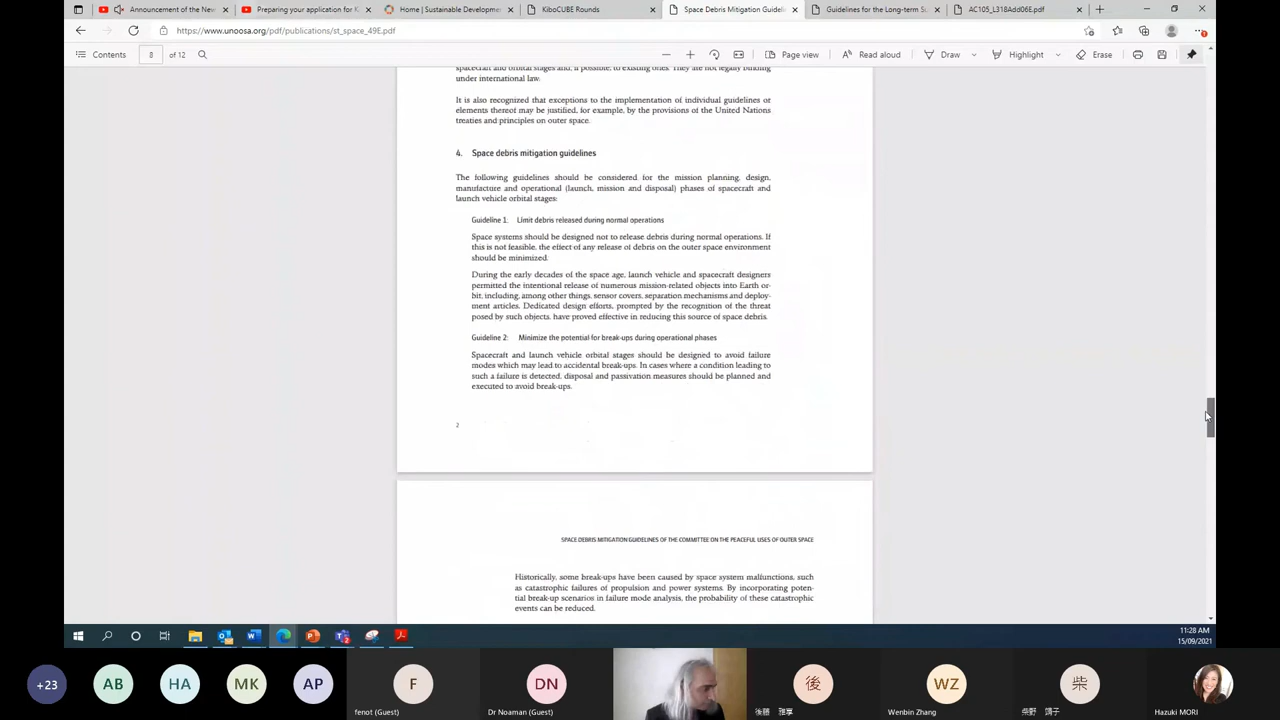 Announcement of the New
Preparing your application for K
Home | Sustainable Developmen
KiboCUBE Rounds
Space Debris Mitigation Guideli
Guidelines for the Long-term Su
AC105_L318Add06E.pdf
https://www.unoosa.org/pdf/publications/st_space_49E.pdf
Contents
8
of 12
Page view
Read aloud
Draw
Highlight
Erase
spacecraft and orbital stages and, if possible, to existing ones. They are not legally binding
under international law.
It is also recognized that exceptions to the implementation of individual guidelines or
elements thereof may be justified, for example, by the provisions of the United Nations
treaties and principles on outer space.
4. Space debris mitigation guidelines
The following guidelines should be considered for the mission planning, design,
manufacture and operational (launch, mission and disposal) phases of spacecraft and
launch vehicle orbital stages:
Guideline 1: Limit debris released during normal operations
Space systems should be designed not to release debris during normal operations. If
this is not feasible, the effect of any release of debris on the outer space environment
should be minimized.
During the early decades of the space age, launch vehicle and spacecraft designers
permitted the intentional release of numerous mission-related objects into Earth or-
bit, including, among other things, sensor covers, separation mechanisms and deploy-
ment articles. Dedicated design efforts, prompted by the recognition of the threat
posed by such objects, have proved effective in reducing this source of space debris.
Guideline 2: Minimize the potential for break-ups during operational phases
Spacecraft and launch vehicle orbital stages should be designed to avoid failure
modes which may lead to accidental break-ups. In cases where a condition leading to
such a failure is detected, disposal and passivation measures should be planned and
executed to avoid break-ups.
2
SPACE DEBRIS MITIGATION GUIDELINES OF THE COMMITTEE ON THE PEACEFUL USES OF OUTER SPACE
Historically, some break-ups have been caused by space system malfunctions, such
as catastrophic failures of propulsion and power systems. By incorporating poten-
tial break-up scenarios in failure mode analysis, the probability of these catastrophic
events can be reduced.
11:28 AM
15/09/2021
+23
AB
HA
MK
AP
F
fenot (Guest)
DN
Dr Noaman (Guest)
後
後藤 雅享
WZ
Wenbin Zhang
柴
Hazuki MORI